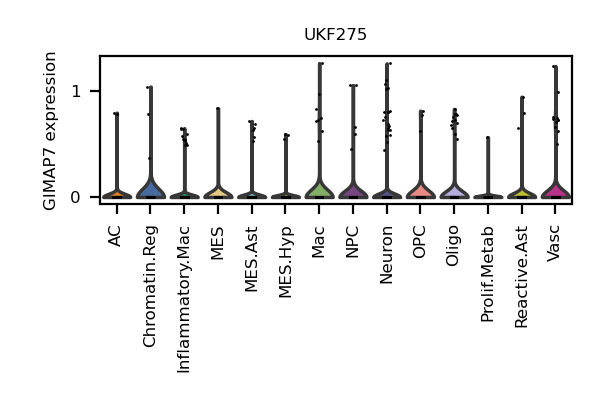 UKF275
GIMAP7 expression
1
0
AC
Chromatin.Reg
Inflammatory.Mac
MES
MES.Ast
MES.Hyp
Mac
NPC
Neuron
OPC
Oligo
Prolif.Metab
Reactive.Ast
Vasc